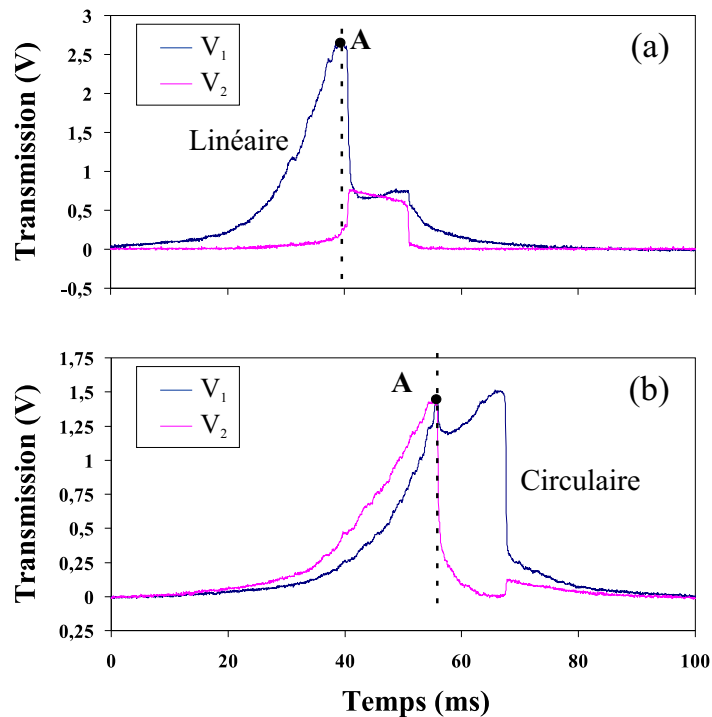 (a)
V1
V2
A
Linéaire
Transmission (V)
3
2,5
2
1,5
1
0,5
0
-0,5
(b)
V1
V2
A
Circulaire
Transmission (V)
1,75
1,5
1,25
1
0,75
0,5
0,25
0
0,25
0 20 40 60 80 100
Temps (ms)